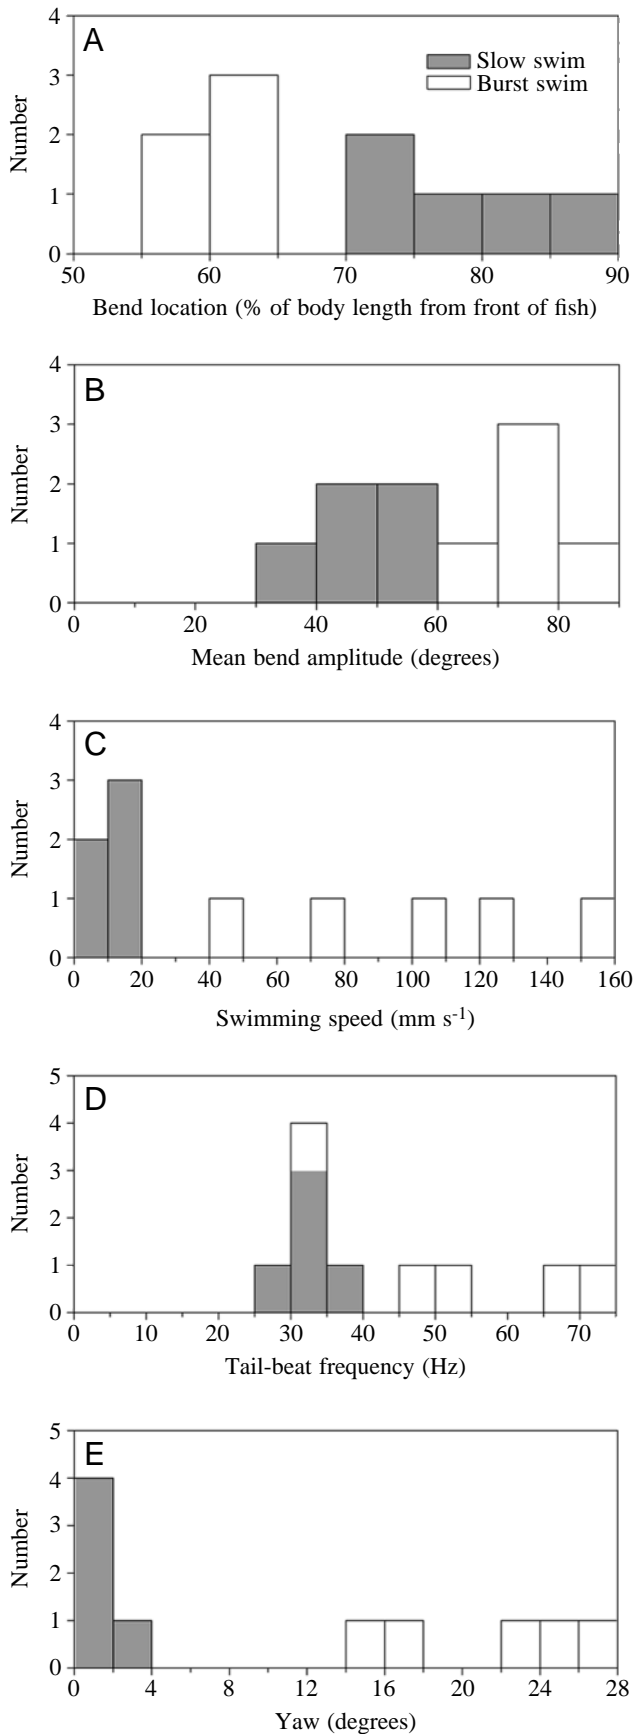 A
Slow swim
Burst swim
Number
4
3
2
1
0
50 60 70 80 90
Bend location (% of body length from front of fish)
B
Number
4
3
2
1
0
0 20 40 60 80
Mean bend amplitude (degrees)
C
Number
4
3
2
1
0
0 20 40 60 80 100 120 140 160
Swimming speed (mm s-1)
D
Number
5
4
3
2
1
0
0 10 20 30 40 50 60 70
Tail-beat frequency (Hz)
E
Number
5
4
3
2
1
0
0 4 8 12 16 20 24 28
Yaw (degrees)